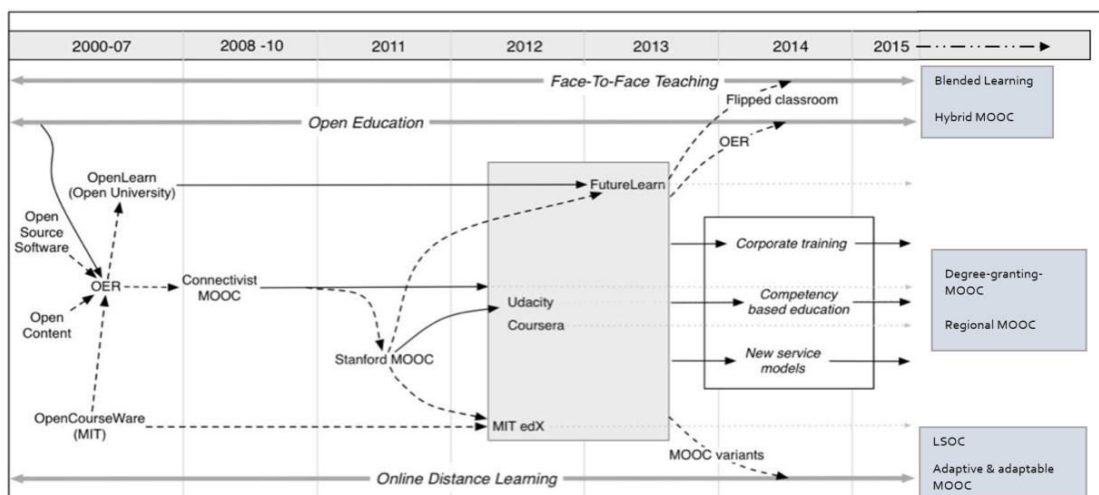 2000-07
2008 -10
2011
2012
2013
2014
2015
Face-To-Face Teaching
Blended Learning
Flipped classroom
Open Education
Hybrid MOOC
OER
OpenLearn
(Open University)
FutureLearn
Open
Source
Software
Corporate training
OER
Connectivist
MOOC
Degree-granting-
MOOC
Open
Content
Udacity
Coursera
Competency
based education
Regional MOOC
Stanford MOOC
New service
models
OpenCourseWare
(MIT)
MIT edX
MOOC variants
LSOC
Online Distance Learning
Adaptive & adaptable
MOOC